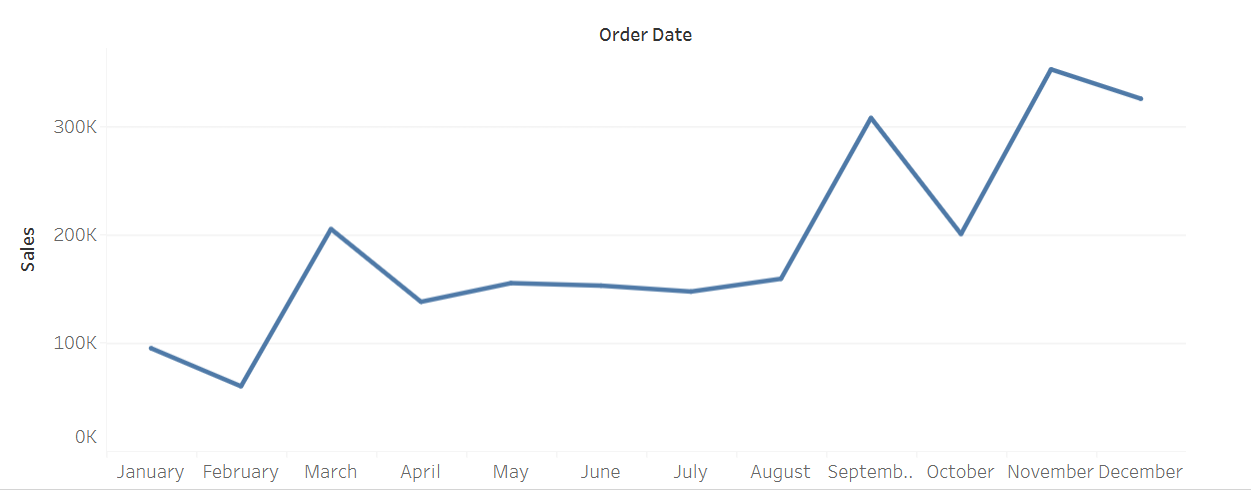 Order Date
Sales
300K
200K
100K
0K
January February March April May June July August Septemb.. October November December